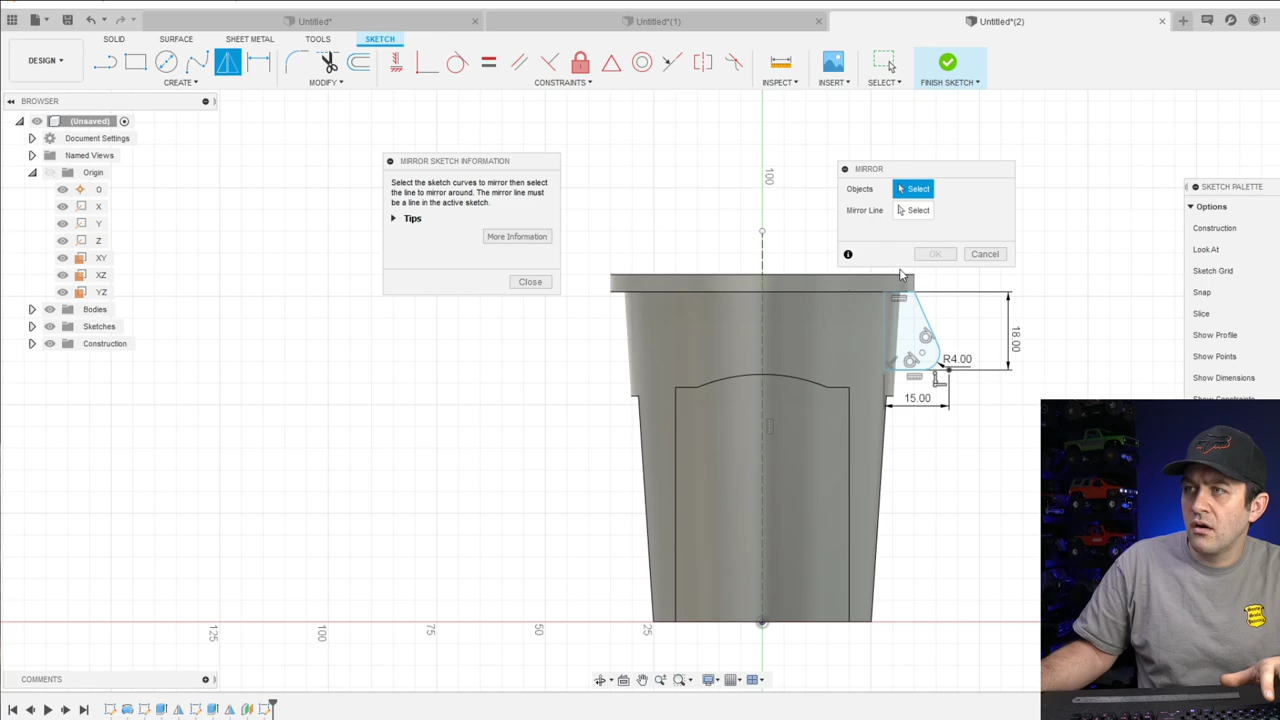 Untitled*
Untitled*(1)
Untitled*(2)
1
SOLID
SURFACE
SHEET METAL
TOOLS
SKETCH
DESIGN
CREATE
MODIFY
CONSTRAINTS
INSPECT
INSERT
SELECT
FINISH SKETCH
BROWSER
(Unsaved)
Document Settings
Named Views
Origin
O
X
Y
Z
XY
XZ
YZ
Bodies
Sketches
Construction
MIRROR SKETCH INFORMATION
Select the sketch curves to mirror then select
the line to mirror around. The mirror line must
be a line in the active sketch.
Tips
More Information
Close
MIRROR
Objects
Select
Mirror Line
Select
OK
Cancel
SKETCH PALETTE
Options
Construction
Look At
Sketch Grid
Snap
Slice
Show Profile
Show Points
Show Dimensions
100
18.00
R4.00
15.00
125
100
75
50
25
COMMENTS